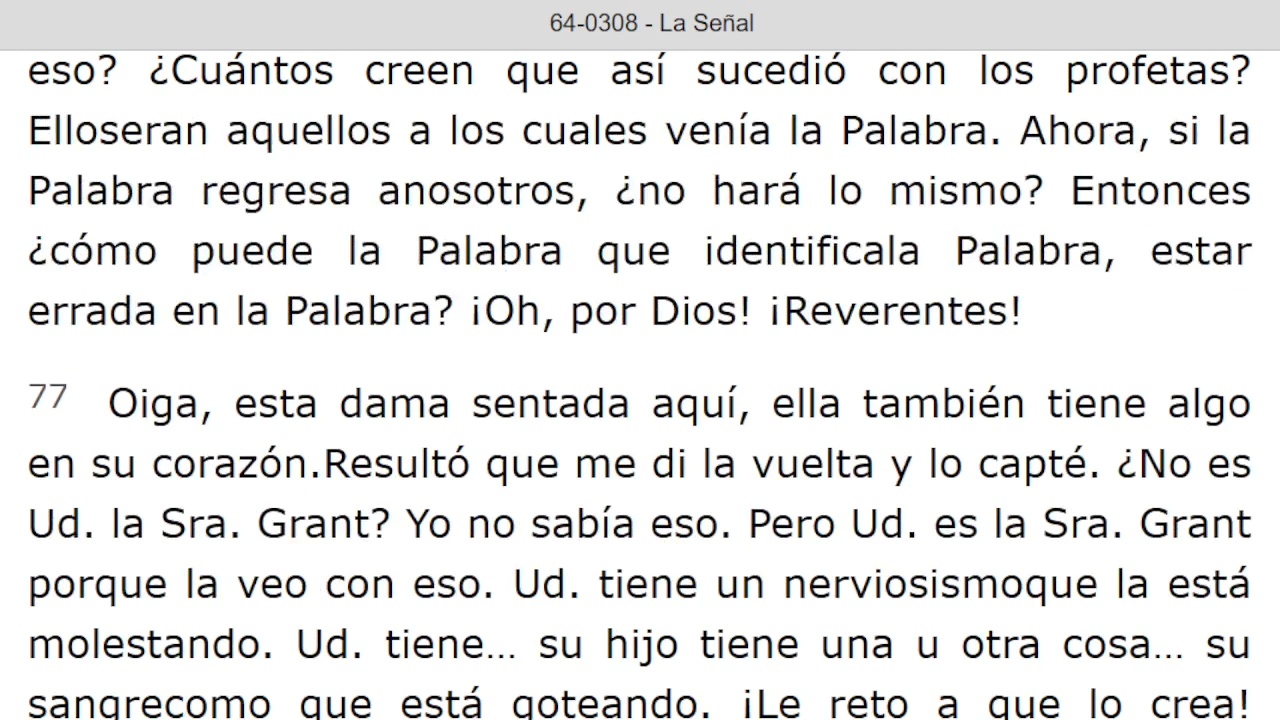 64-0308 - La Señal
eso? ¿Cuántos creen que así sucedió con los profetas?
Elloseran aquellos a los cuales venía la Palabra. Ahora, si la
Palabra regresa anosotros, ¿no hará lo mismo? Entonces
¿cómo puede la Palabra que identificala Palabra, estar
errada en la Palabra? ¡Oh, por Dios! ¡Reverentes!
77 Oiga, esta dama sentada aquí, ella también tiene algo
en su corazón.Resultó que me di la vuelta y lo capté. ¿No es
Ud. la Sra. Grant? Yo no sabía eso. Pero Ud. es la Sra. Grant
porque la veo con eso. Ud. tiene un nerviosismoque la está
molestando. Ud. tiene... su hijo tiene una u otra cosa... su
sangrecomo que está goteando. ¡Le reto a que lo crea!